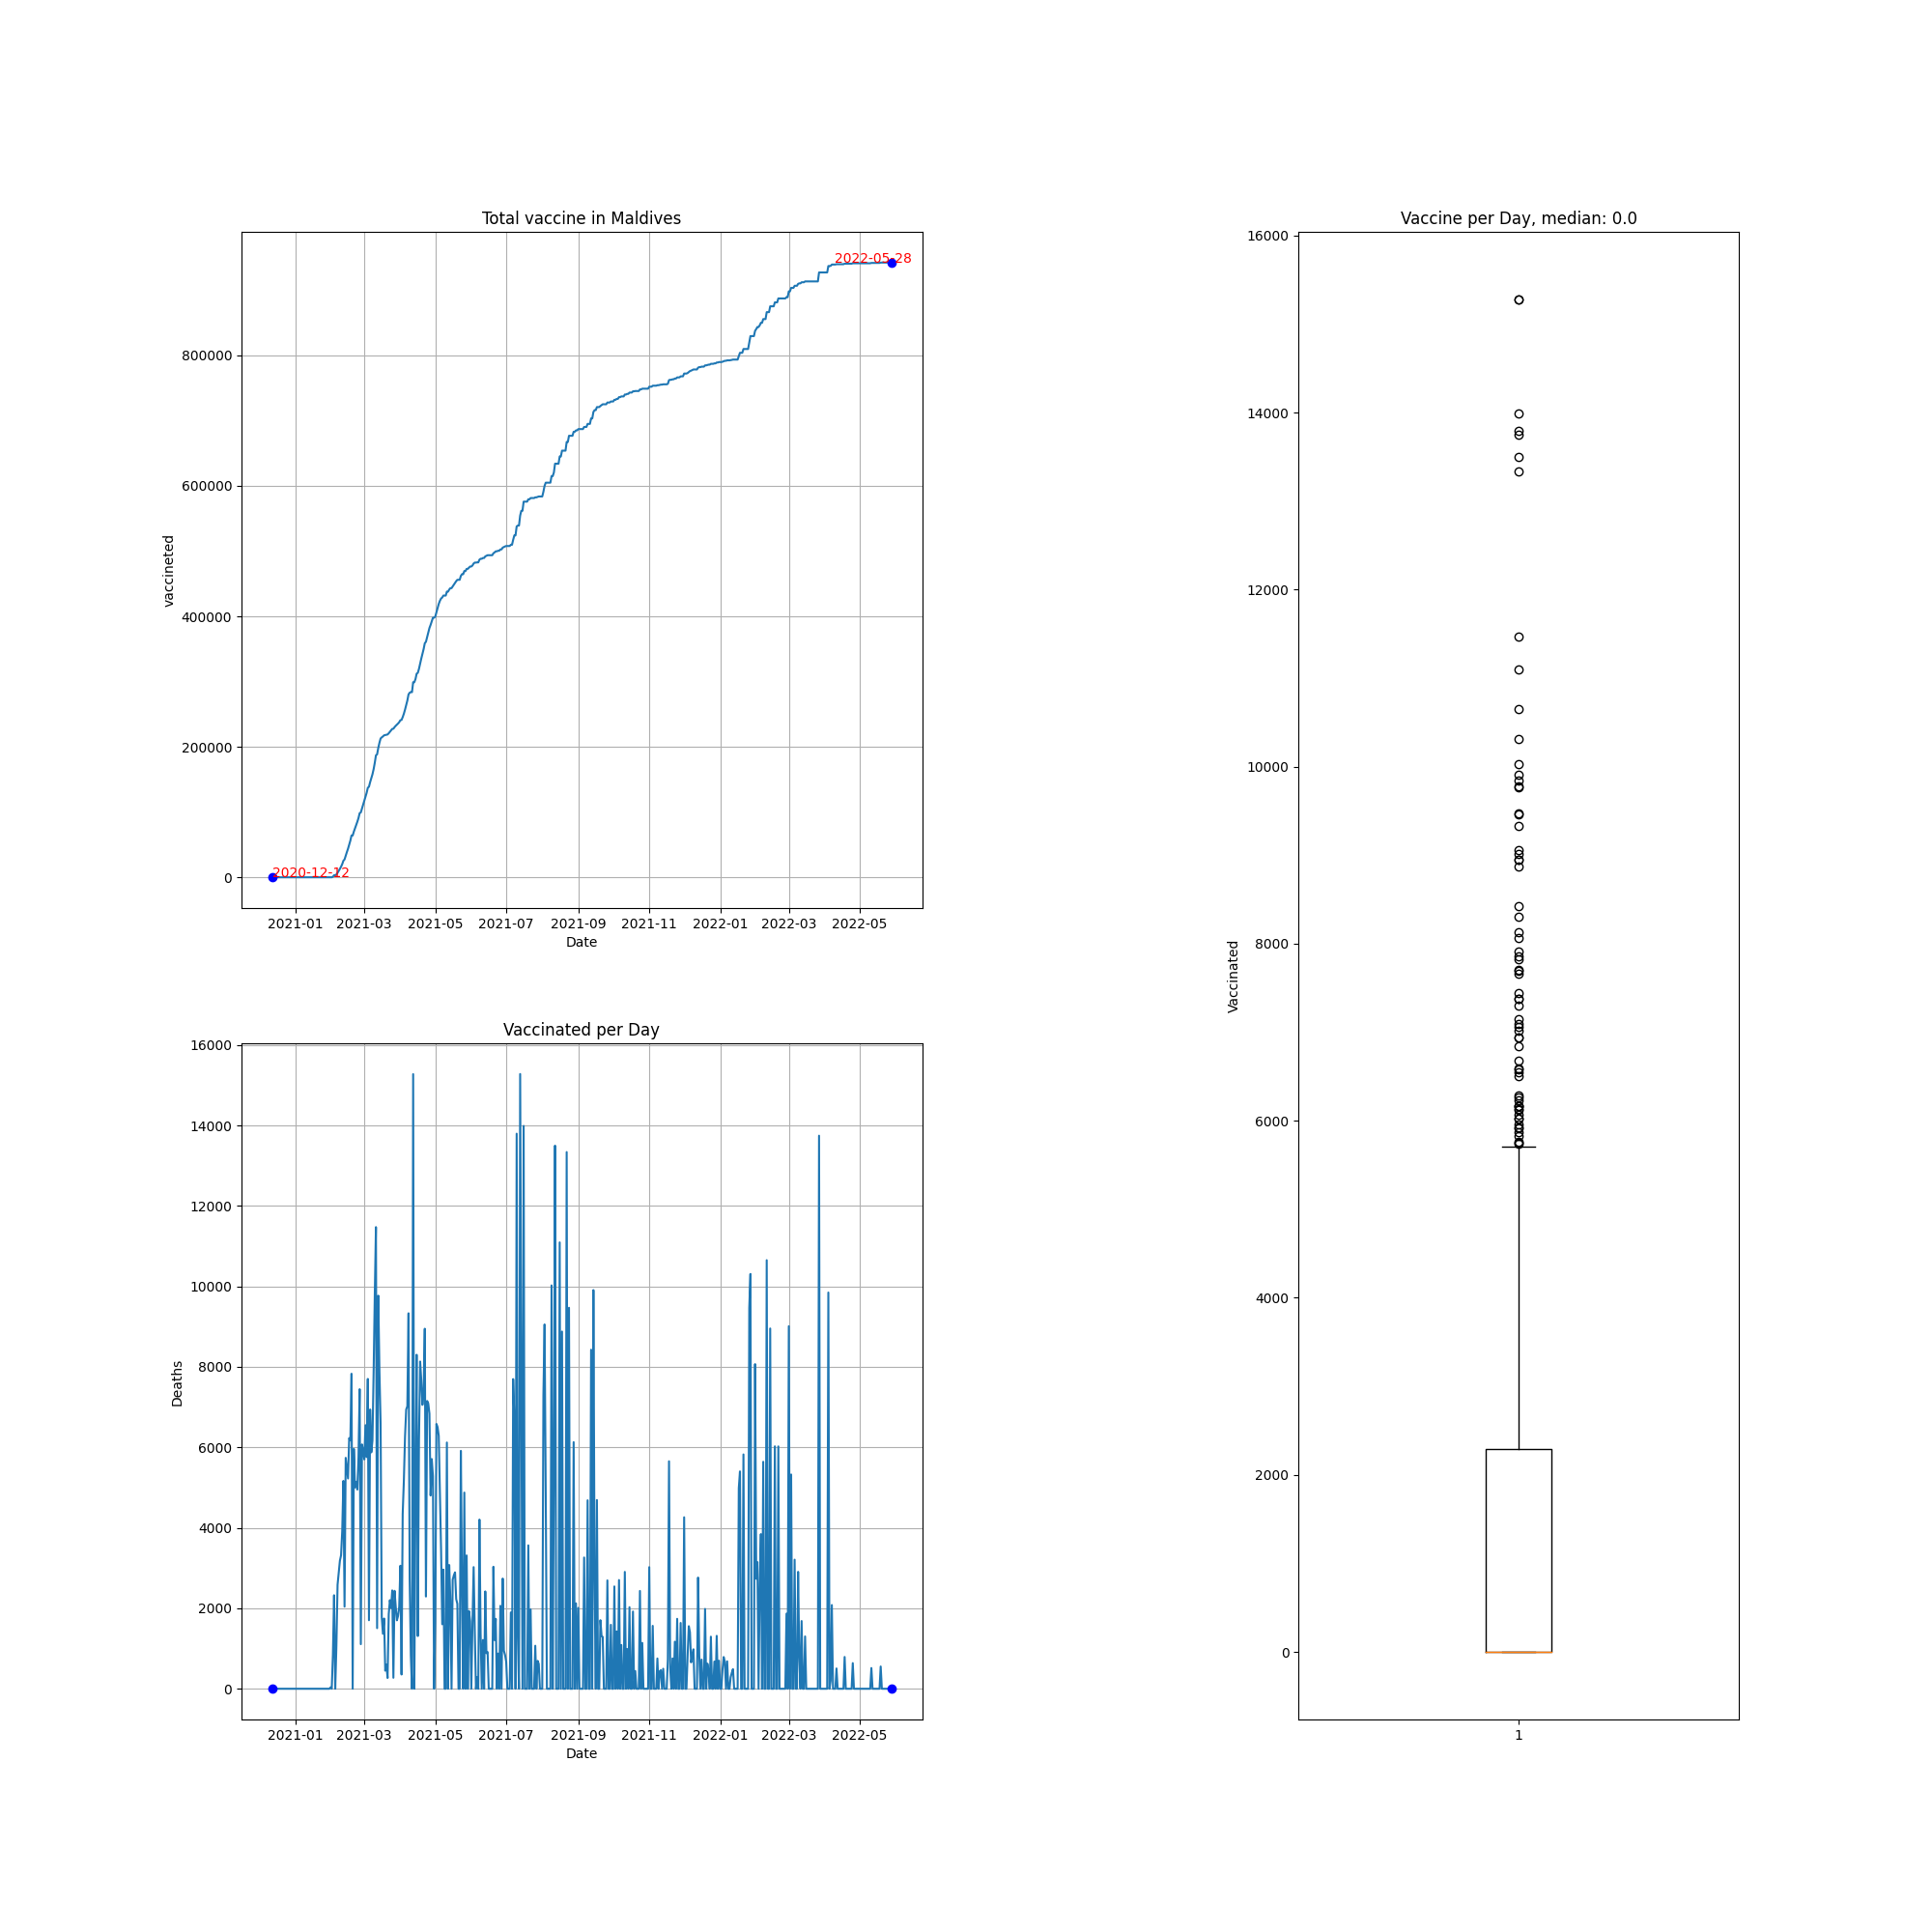 Total vaccine in Maldives
vaccineted
800000
600000
400000
200000
0
2022-05-28
2020-12-12
2021-01 2021-03 2021-05 2021-07 2021-09 2021-11 2022-01 2022-03 2022-05
Date
Vaccinated per Day
Deaths
16000
14000
12000
10000
8000
6000
4000
2000
0
2021-01 2021-03 2021-05 2021-07 2021-09 2021-11 2022-01 2022-03 2022-05
Date
Vaccine per Day, median: 0.0
Vaccinated
16000
14000
12000
10000
8000
6000
4000
2000
0
1